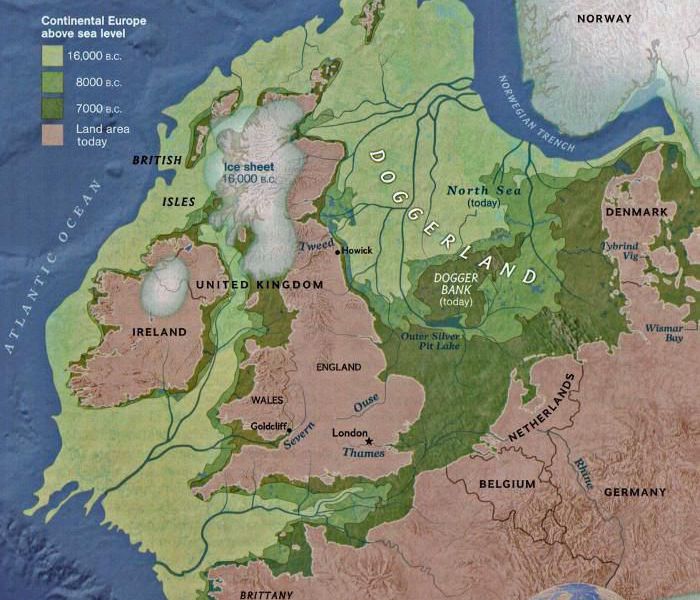 Continental Europe
above sea level
16,000 B.C.
8000 B.C.
7000 B.C.
Land area
today
NORWAY
NORWEGIAN TRENCH
BRITISH
ISLES
Ice sheet
16,000 B.C.
ATLANTIC OCEAN
DOGGERLAND
North Sea
(today)
DENMARK
Tybrind
Vig
Tweed
Howick
DOGGER
BANK
(today)
UNITED KINGDOM
IRELAND
Outer Silver
Pit Lake
Wismar
Bay
ENGLAND
WALES
Ouse
Goldcliff
Severn
London
Thames
NETHERLANDS
BELGIUM
Rhine
GERMANY
BRITTANY